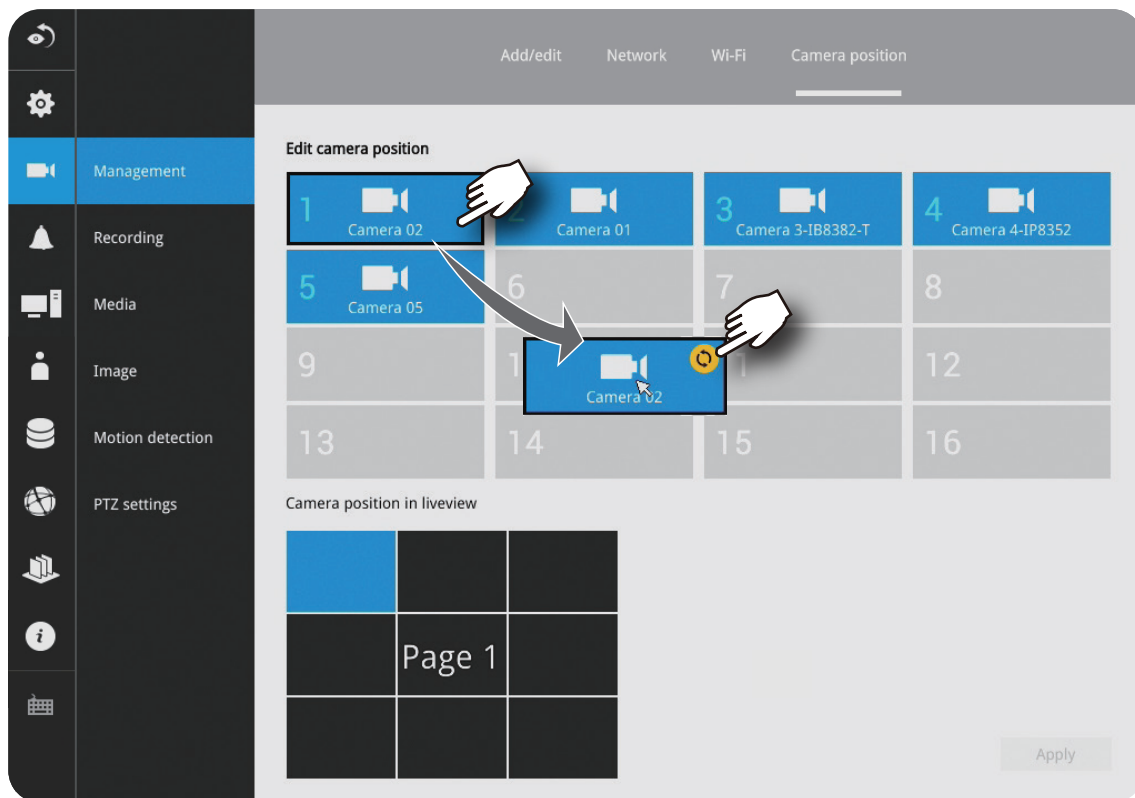 Add/edit Network Wi-Fi Camera position
Edit camera position
Management
1 Camera 02
2 Camera 01
3 Camera 3-IB8382-T
4 Camera 4-IP8352
Recording
5 Camera 05
6
7
8
Media
9
12
Image
Camera 02
13
14
15
16
Motion detection
PTZ settings
Camera position in liveview
Page 1
Apply